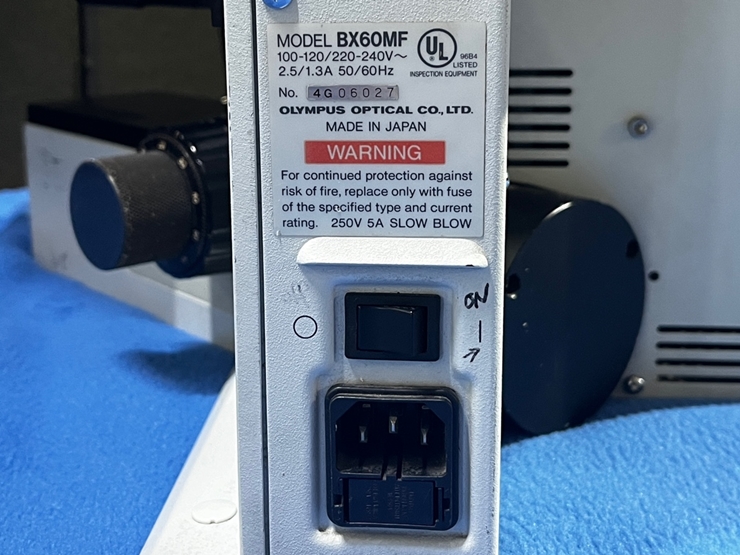 MODEL BX60MF
100-120/220-240V~
2.5/1.3A 50/60Hz
UL
96B4
LISTED
INSPECTION EQUIPMENT
No. 4G06027
OLYMPUS OPTICAL CO., LTD.
MADE IN JAPAN
WARNING
For continued protection against
risk of fire, replace only with fuse
of the specified type and current
rating. 250V 5A SLOW BLOW
ON